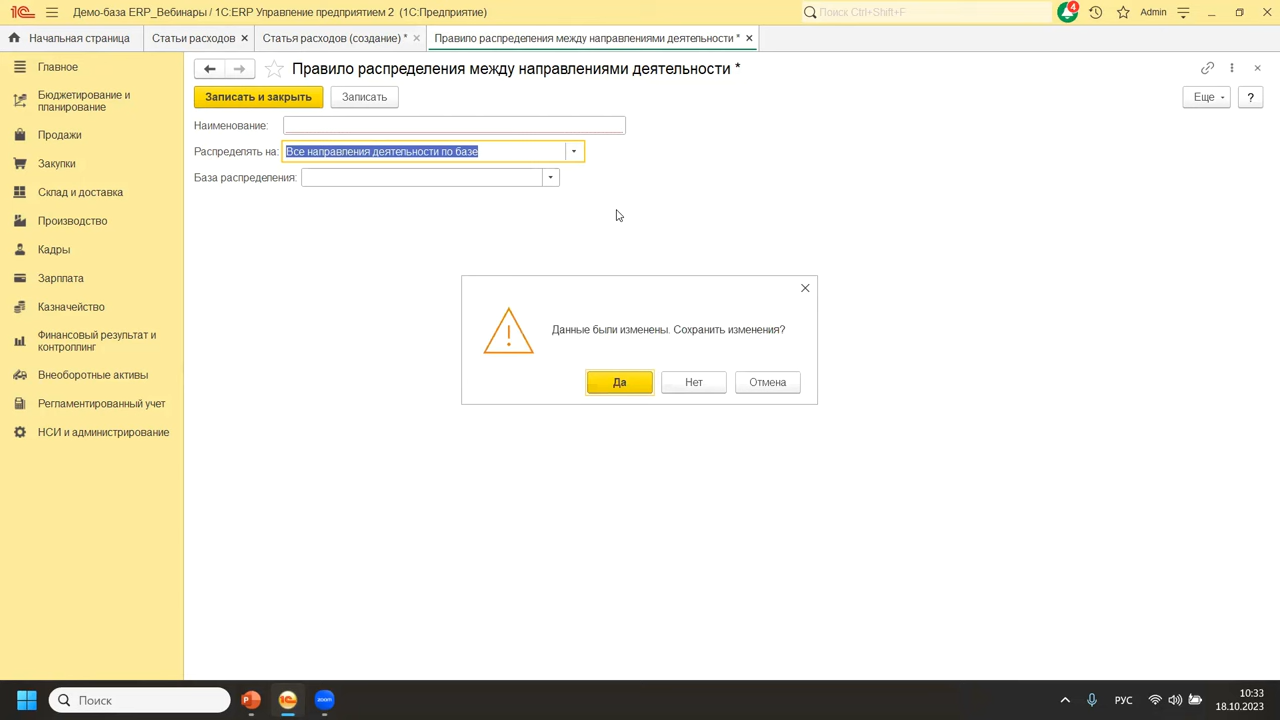 Демо-база ERP_Вебинары / 1С:ERP Управление предприятием 2 (1С:Предприятие)
Поиск Ctrl+Shift+F
4
Admin
Начальная страница
Статьи расходов
Статья расходов (создание) *
Правило распределения между направлениями деятельности *
Главное
Бюджетирование и
планирование
Продажи
Закупки
Склад и доставка
Производство
Кадры
Зарплата
Казначейство
Финансовый результат и
контроллинг
Внеоборотные активы
Регламентированный учет
НСИ и администрирование
Правило распределения между направлениями деятельности *
Записать и закрыть
Записать
Еще
?
Наименование:
Распределять на: Все направления деятельности по базе
База распределения:
Данные были изменены. Сохранить изменения?
Да
Нет
Отмена
Поиск
zoom
РУС
10:33
18.10.2023